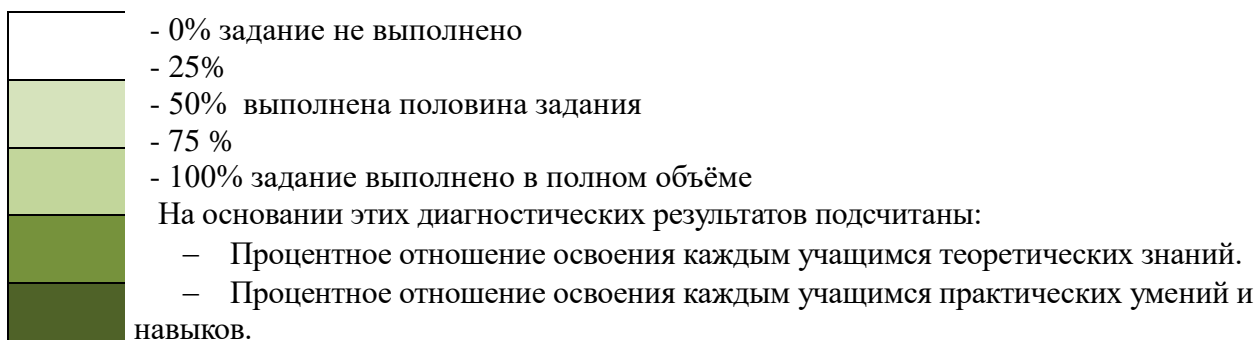 - 0% задание не выполнено
- 25%
- 50% выполнена половина задания
- 75 %
- 100% задание выполнено в полном объёме
На основании этих диагностических результатов подсчитаны:
– Процентное отношение освоения каждым учащимся теоретических знаний.
– Процентное отношение освоения каждым учащимся практических умений и
навыков.